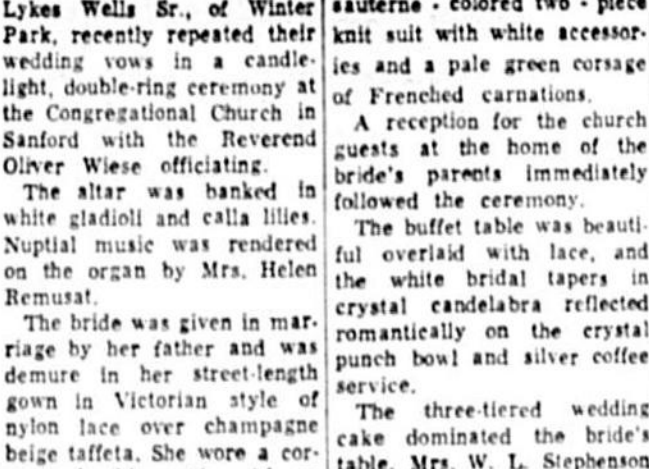 Lykes Wells Sr., of Winter
Park, recently repeated their
wedding vows in a candle-
light, double-ring ceremony at
the Congregational Church in
Sanford with the Reverend
Oliver Wiese officiating.
The altar was banked in
white gladioli and calla lilies.
Nuptial music was rendered
on the organ by Mrs. Helen
Remusat.
The bride was given in mar-
riage by her father and was
demure in her street-length
gown in Victorian style of
nylon lace over champagne
beige taffeta. She wore a cor-
sauterne - colored two - piece
knit suit with white accessor-
ies and a pale green corsage
of Frenched carnations.
A reception for the church
guests at the home of the
bride's parents immediately
followed the ceremony.
The buffet table was beauti-
ful overlaid with lace, and
the white bridal tapers in
crystal candelabra reflected
romantically on the crystal
punch bowl and silver coffee
service.
The three-tiered wedding
cake dominated the bride's
table. Mrs. W. L. Stephenson